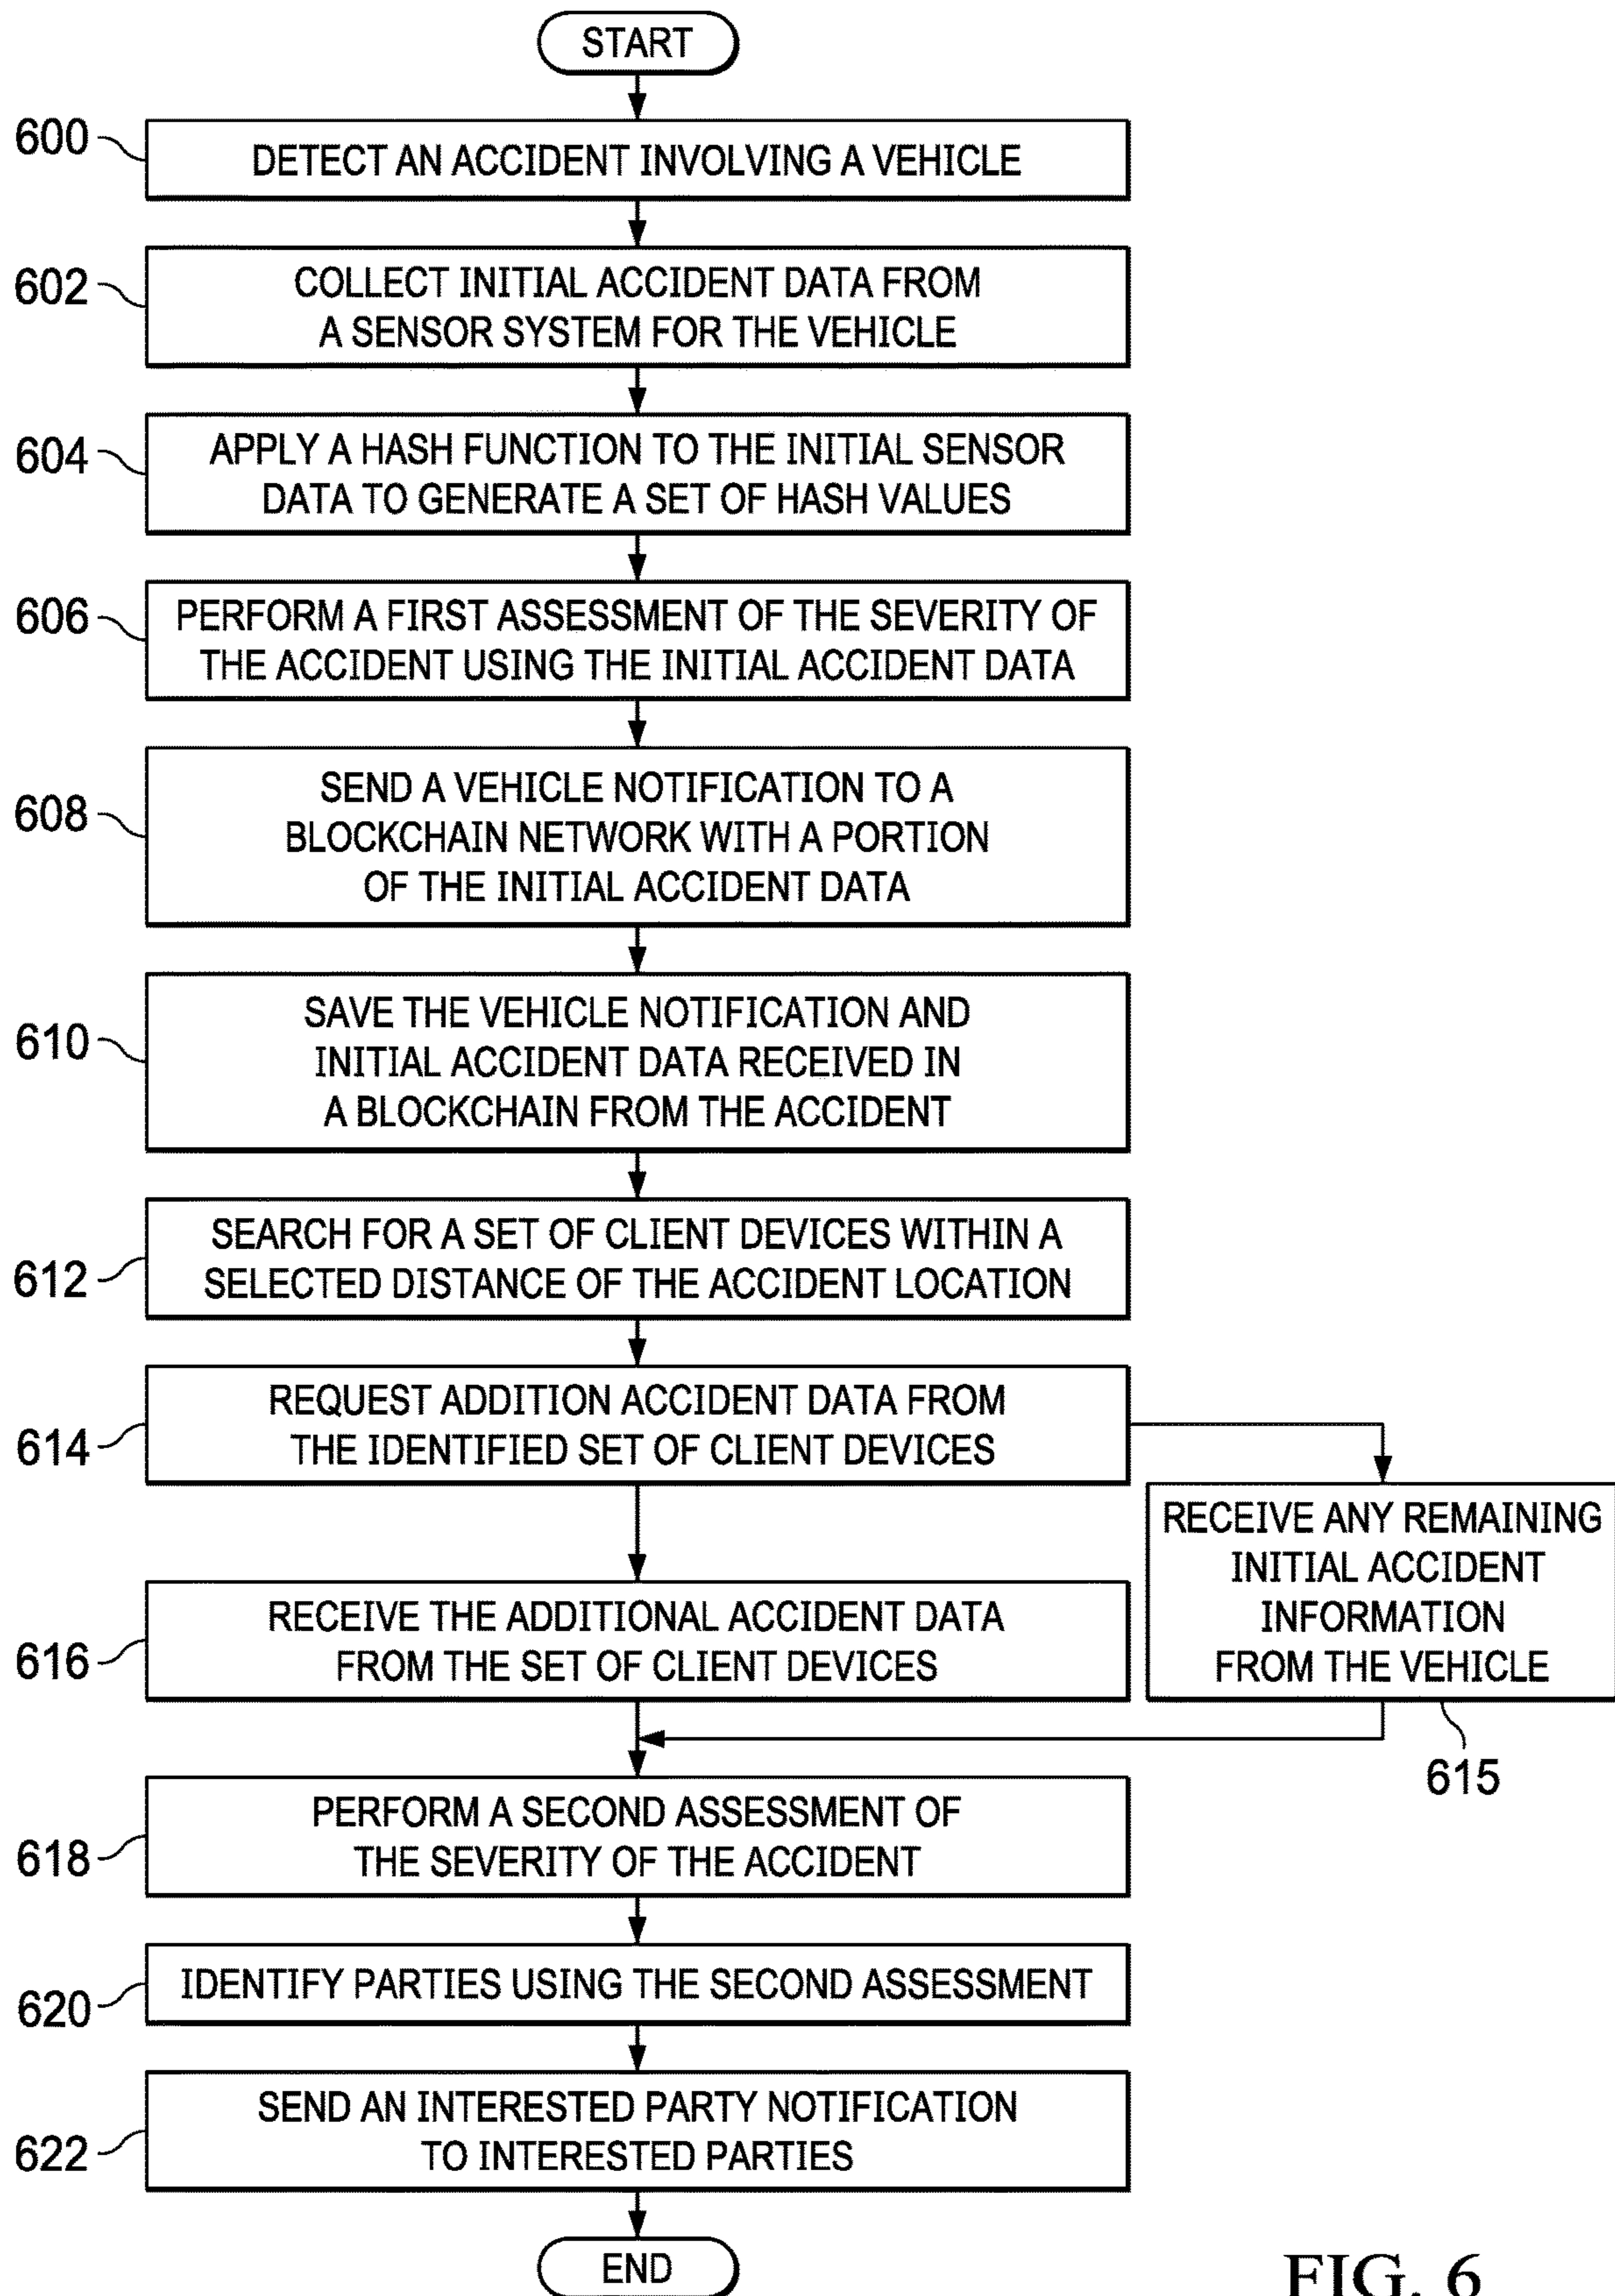 START
600
DETECT AN ACCIDENT INVOLVING A VEHICLE
602
COLLECT INITIAL ACCIDENT DATA FROM
A SENSOR SYSTEM FOR THE VEHICLE
604
APPLY A HASH FUNCTION TO THE INITIAL SENSOR
DATA TO GENERATE A SET OF HASH VALUES
606
PERFORM A FIRST ASSESSMENT OF THE SEVERITY OF
THE ACCIDENT USING THE INITIAL ACCIDENT DATA
608
SEND A VEHICLE NOTIFICATION TO A
BLOCKCHAIN NETWORK WITH A PORTION
OF THE INITIAL ACCIDENT DATA
610
SAVE THE VEHICLE NOTIFICATION AND
INITIAL ACCIDENT DATA RECEIVED IN
A BLOCKCHAIN FROM THE ACCIDENT
612
SEARCH FOR A SET OF CLIENT DEVICES WITHIN A
SELECTED DISTANCE OF THE ACCIDENT LOCATION
614
REQUEST ADDITION ACCIDENT DATA FROM
THE IDENTIFIED SET OF CLIENT DEVICES
RECEIVE ANY REMAINING
INITIAL ACCIDENT
INFORMATION
FROM THE VEHICLE
615
616
RECEIVE THE ADDITIONAL ACCIDENT DATA
FROM THE SET OF CLIENT DEVICES
618
PERFORM A SECOND ASSESSMENT OF
THE SEVERITY OF THE ACCIDENT
620
IDENTIFY PARTIES USING THE SECOND ASSESSMENT
622
SEND AN INTERESTED PARTY NOTIFICATION
TO INTERESTED PARTIES
END
FIG. 6